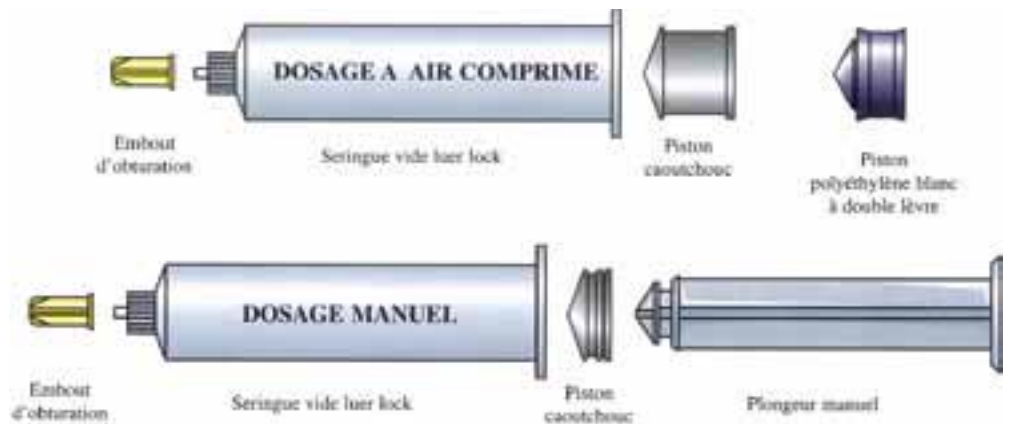 DOSAGE A AIR COMPRIME
Embout
d'obturation
Seringue vide luer lock
Piston
caoutchouc
Piston
polyéthylène blanc
à double lèvre
DOSAGE MANUEL
Embout
d'obturation
Seringue vide luer lock
Piston
caoutchouc
Plongeur manuel